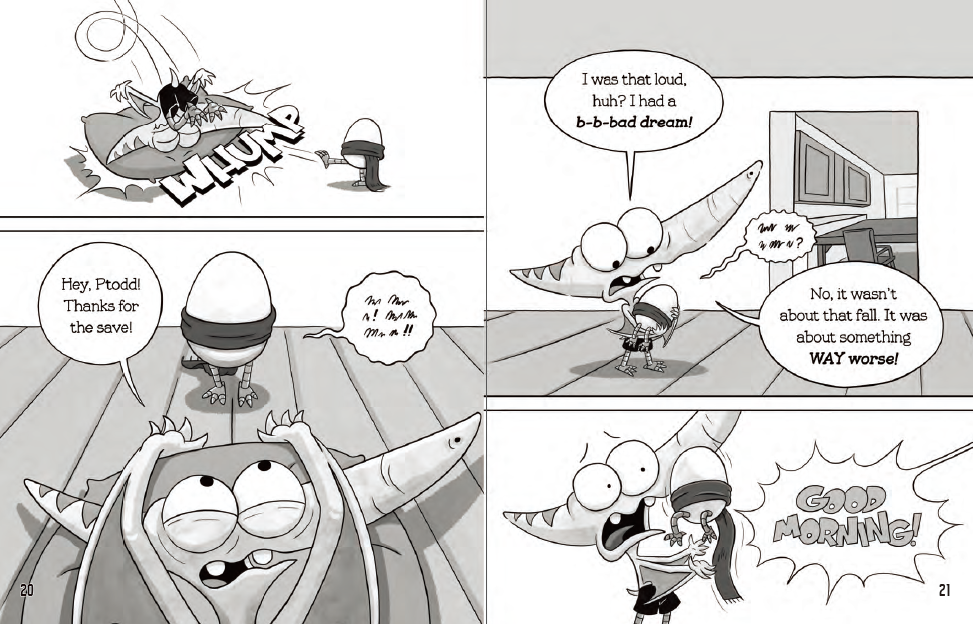 WHUMP
Hey, Ptodd!
Thanks for
the save!
20
I was that loud,
huh? I had a
b-b-bad dream!
No, it wasn't
about that fall. It was
about something
WAY worse!
GOOD
MORNING!
21